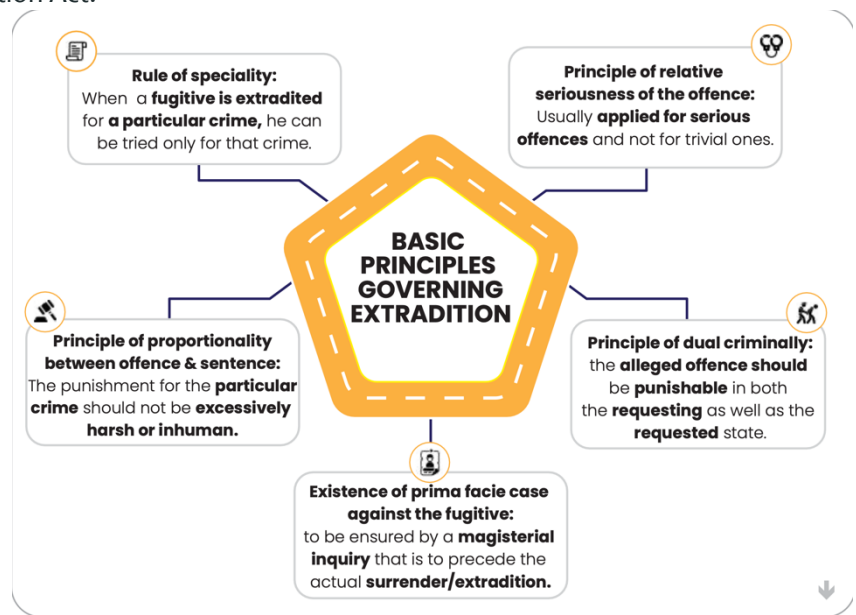 tion Act.
Rule of speciality:
When a fugitive is extradited
for a particular crime, he can
be tried only for that crime.
Principle of relative
seriousness of the offence:
Usually applied for serious
offences and not for trivial ones.
BASIC
PRINCIPLES
GOVERNING
EXTRADITION
Principle of proportionality
between offence & sentence:
The punishment for the particular
crime should not be excessively
harsh or inhuman.
Principle of dual criminally:
the alleged offence should
be punishable in both
the requesting as well as the
requested state.
Existence of prima facie case
against the fugitive:
to be ensured by a magisterial
inquiry that is to precede the
actual surrender/extradition.